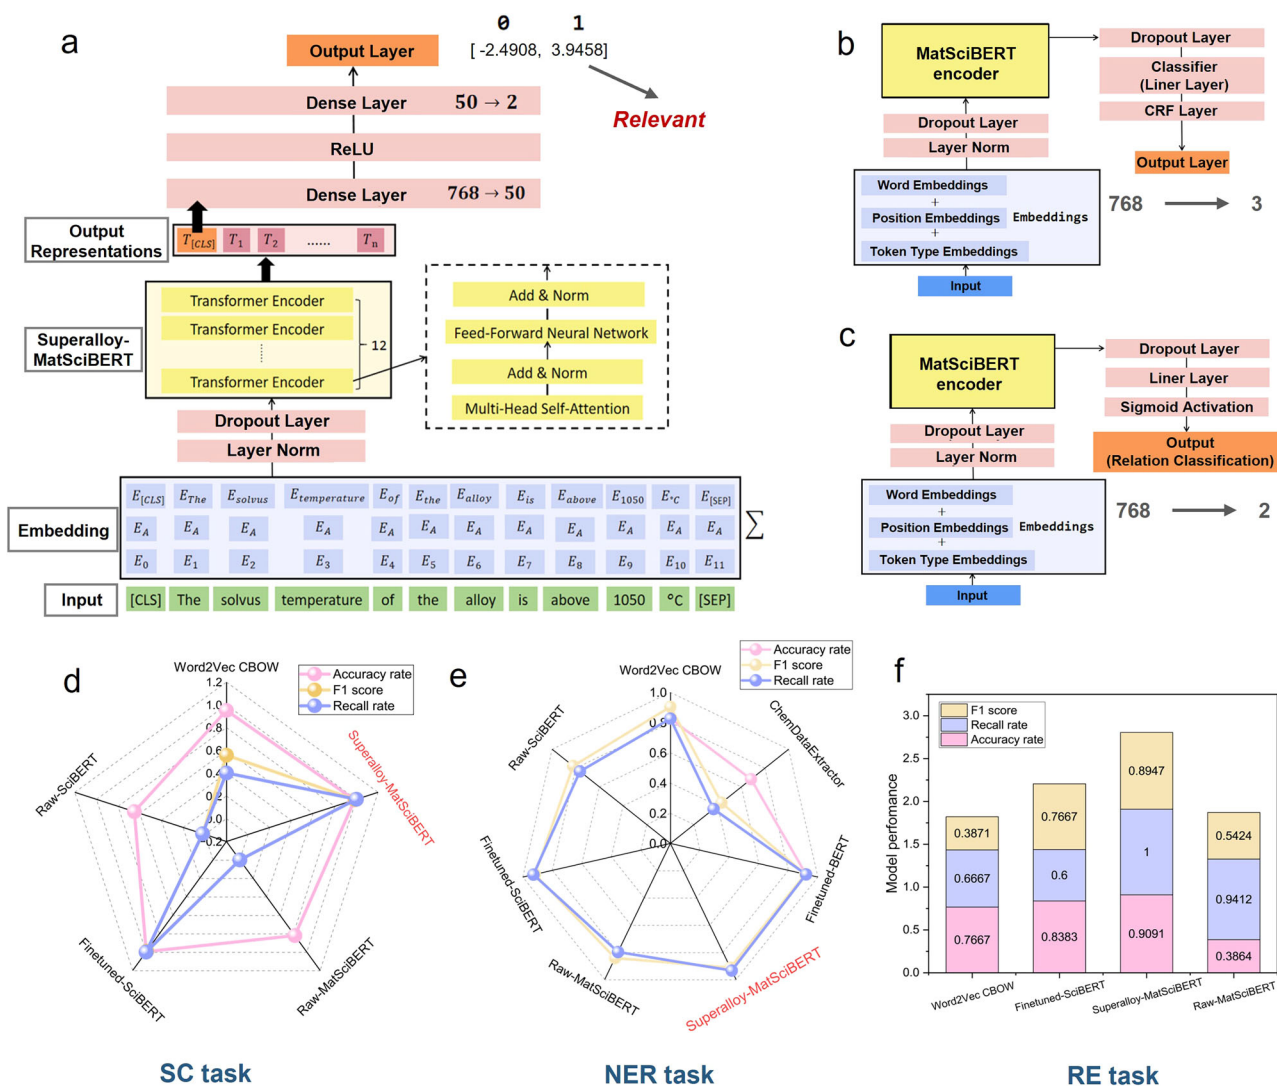 a
0 1
[ -2.4908, 3.9458]
Relevant
Output Layer
Dense Layer 50 → 2
ReLU
Dense Layer 768 → 50
Output
Representations
T[CLS] T1 T2 ...... Tn
Superalloy-
MatSciBERT
Transformer Encoder
Transformer Encoder
......
Transformer Encoder
12
Add & Norm
Feed-Forward Neural Network
Add & Norm
Multi-Head Self-Attention
Dropout Layer
Layer Norm
Embedding
E[CLS] EThe Esolvus Etemperature Eof Ethe Ealloy Eis Eabove E1050 E°C E[SEP]
EA EA EA EA EA EA EA EA EA EA EA EA
E0 E1 E2 E3 E4 E5 E6 E7 E8 E9 E10 E11
∑
Input
[CLS] The solvus temperature of the alloy is above 1050 °C [SEP]
b
MatSciBERT
encoder
Dropout Layer
Classifier
(Liner Layer)
CRF Layer
Output Layer
Dropout Layer
Layer Norm
Word Embeddings
+
Position Embeddings
+
Token Type Embeddings
Embeddings
Input
768 → 3
c
MatSciBERT
encoder
Dropout Layer
Liner Layer
Sigmoid Activation
Output
(Relation Classification)
Dropout Layer
Layer Norm
Word Embeddings
+
Position Embeddings
+
Token Type Embeddings
Embeddings
Input
768 → 2
d
Word2Vec CBOW
Accuracy rate
F1 score
Recall rate
1.2
1.0
0.8
0.6
0.4
0.2
0.0
-0.2
Raw-SciBERT
Superalloy-MatSciBERT
Finetuned-SciBERT
Raw-MatSciBERT
SC task
e
Word2Vec CBOW
Accuracy rate
F1 score
Recall rate
1.0
0.8
0.6
0.4
0.2
0.0
Raw-SciBERT
ChemDataExtractor
Finetuned-SciBERT
Finetuned-BERT
Raw-MatSciBERT
Superalloy-MatSciBERT
NER task
f
F1 score
Recall rate
Accuracy rate
Model perfomance
3.0
2.5
2.0
1.5
1.0
0.5
0.0
0.3871
0.6667
0.7667
0.7667
0.6
0.8383
0.8947
1
0.9091
0.5424
0.9412
0.3864
Word2Vec CBOW
Finetuned-SciBERT
Superalloy-MatSciBERT
Raw-MatSciBERT
RE task